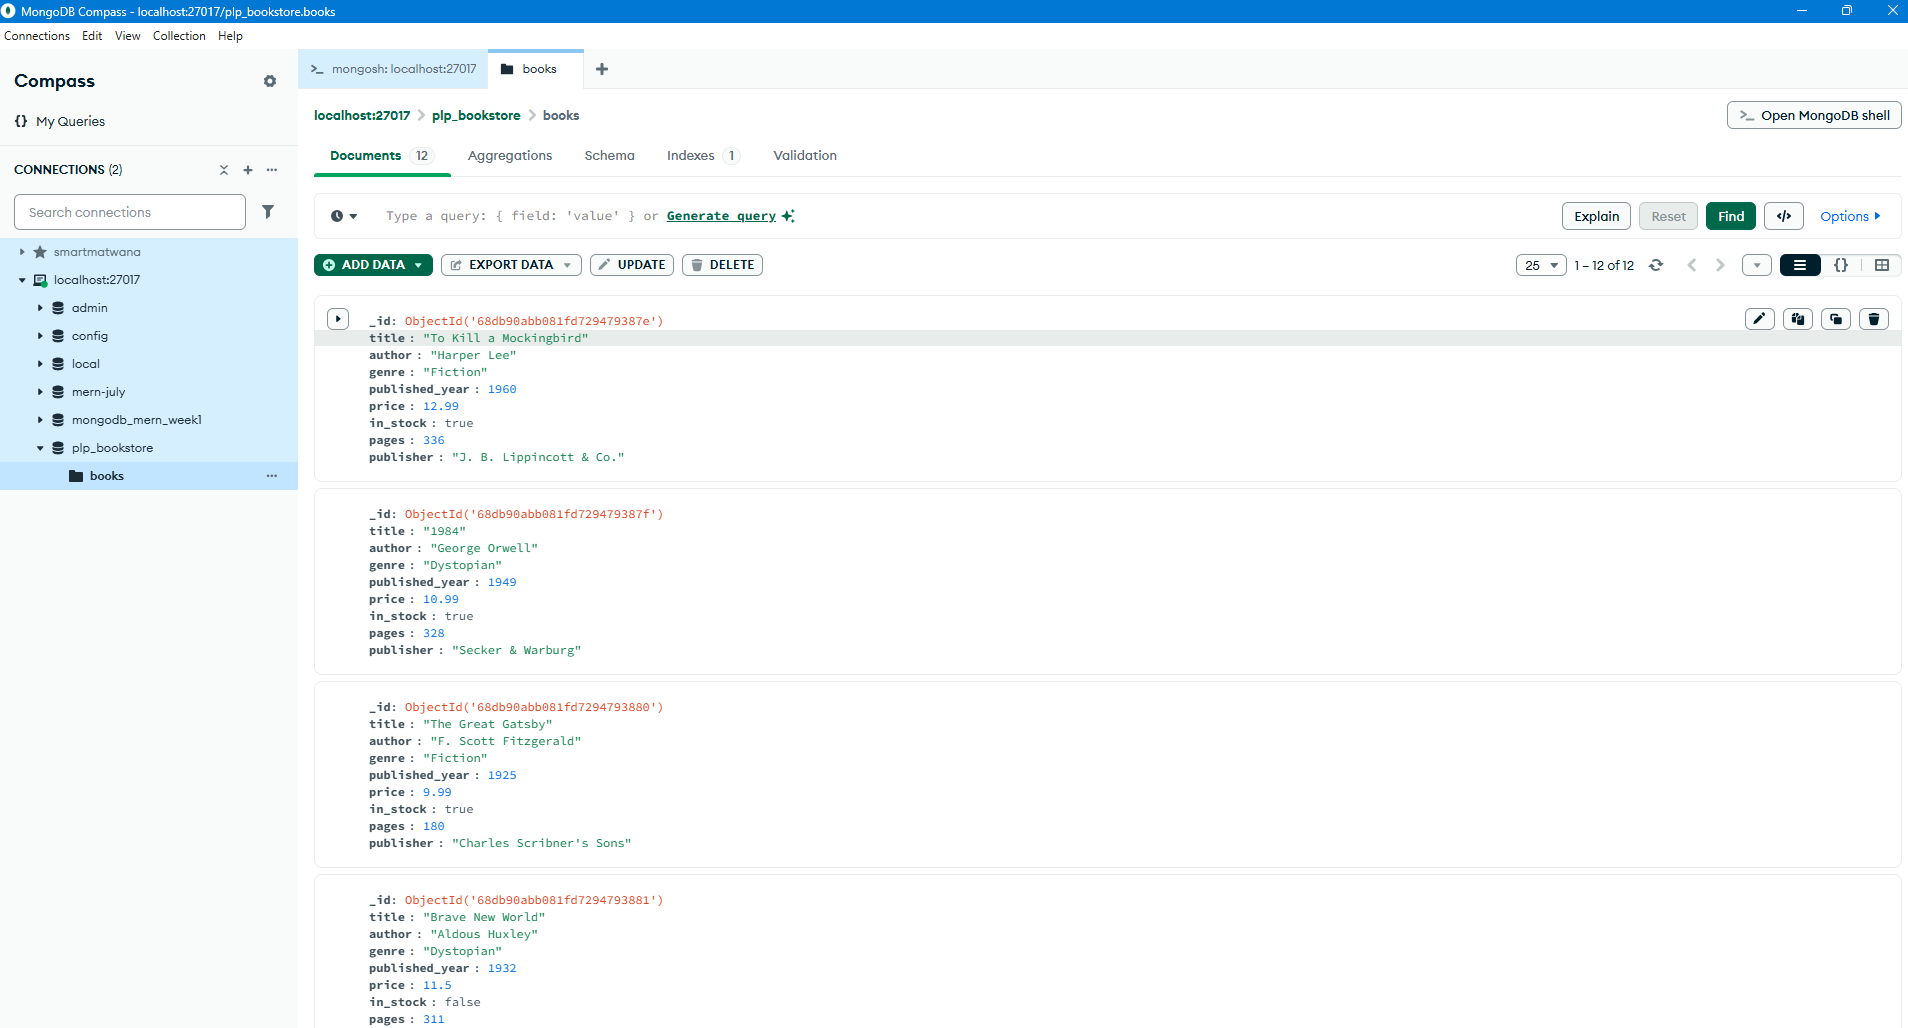 MongoDB Compass - localhost:27017/plp_bookstore.books
Connections Edit View Collection Help
Compass
My Queries
CONNECTIONS (2)
Search connections
smartmatwana
localhost:27017
admin
config
local
mern-july
mongodb_mern_week1
plp_bookstore
books
mongosh: localhost:27017 books
localhost:27017 > plp_bookstore > books
>_ Open MongoDB shell
Documents 12 Aggregations Schema Indexes 1 Validation
Type a query: { field: 'value' } or Generate query
Explain Reset Find </> Options
ADD DATA EXPORT DATA UPDATE DELETE
25 1 – 12 of 12 {}
_id: ObjectId('68db90abb081fd729479387e')
title : "To Kill a Mockingbird"
author : "Harper Lee"
genre : "Fiction"
published_year : 1960
price : 12.99
in_stock : true
pages : 336
publisher : "J. B. Lippincott & Co."
_id: ObjectId('68db90abb081fd729479387f')
title : "1984"
author : "George Orwell"
genre : "Dystopian"
published_year : 1949
price : 10.99
in_stock : true
pages : 328
publisher : "Secker & Warburg"
_id: ObjectId('68db90abb081fd7294793880')
title : "The Great Gatsby"
author : "F. Scott Fitzgerald"
genre : "Fiction"
published_year : 1925
price : 9.99
in_stock : true
pages : 180
publisher : "Charles Scribner's Sons"
_id: ObjectId('68db90abb081fd7294793881')
title : "Brave New World"
author : "Aldous Huxley"
genre : "Dystopian"
published_year : 1932
price : 11.5
in_stock : false
pages : 311